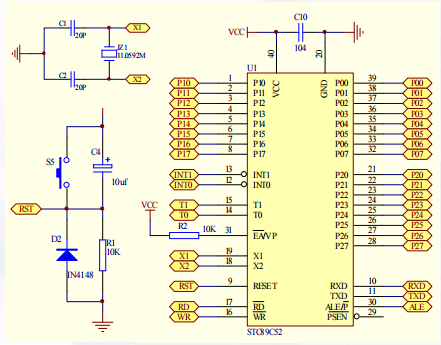 C1
20P
X1
JZ1
11.0592M
C2
20P
X2
VCC
C10
104
S5
C4
10uf
RST
D2
IN4148
R1
10K
VCC
R2
10K
U1
40
20
VCC
GND
P10 1 P10
P11 2 P11
P12 3 P12
P13 4 P13
P14 5 P14
P15 6 P15
P16 7 P16
P17 8 P17
INT1 13 INT1
INT0 12 INT0
T1 15 T1
T0 14 T0
31 EA/VP
X1 19 X1
X2 18 X2
RST 9 RESET
RD 17 RD
WR 16 WR
P00 39 P00
P01 38 P01
P02 37 P02
P03 36 P03
P04 35 P04
P05 34 P05
P06 33 P06
P07 32 P07
P20 21 P20
P21 22 P21
P22 23 P22
P23 24 P23
P24 25 P24
P25 26 P25
P26 27 P26
P27 28 P27
RXD 10 RXD
TXD 11 TXD
ALE/P 30 ALE
PSEN 29
STC89C52